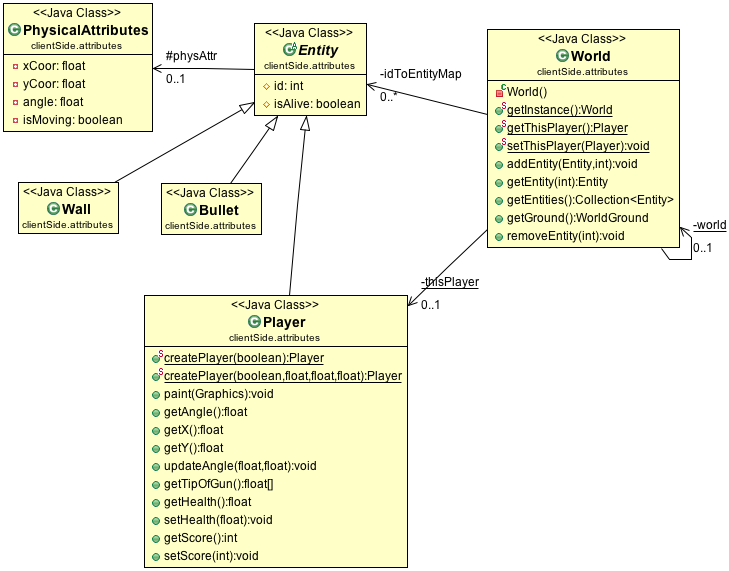 <<Java Class>>
PhysicalAttributes
clientSide.attributes
xCoor: float
yCoor: float
angle: float
isMoving: boolean
#physAttr
0..1
<<Java Class>>
Entity
clientSide.attributes
id: int
isAlive: boolean
-idToEntityMap
0..*
<<Java Class>>
World
clientSide.attributes
World()
getInstance():World
getThisPlayer():Player
setThisPlayer(Player):void
addEntity(Entity,int):void
getEntity(int):Entity
getEntities():Collection<Entity>
getGround():WorldGround
removeEntity(int):void
-world
0..1
<<Java Class>>
Wall
clientSide.attributes
<<Java Class>>
Bullet
clientSide.attributes
-thisPlayer
0..1
<<Java Class>>
Player
clientSide.attributes
createPlayer(boolean):Player
createPlayer(boolean,float,float,float):Player
paint(Graphics):void
getAngle():float
getX():float
getY():float
updateAngle(float,float):void
getTipOfGun():float[]
getHealth():float
setHealth(float):void
getScore():int
setScore(int):void